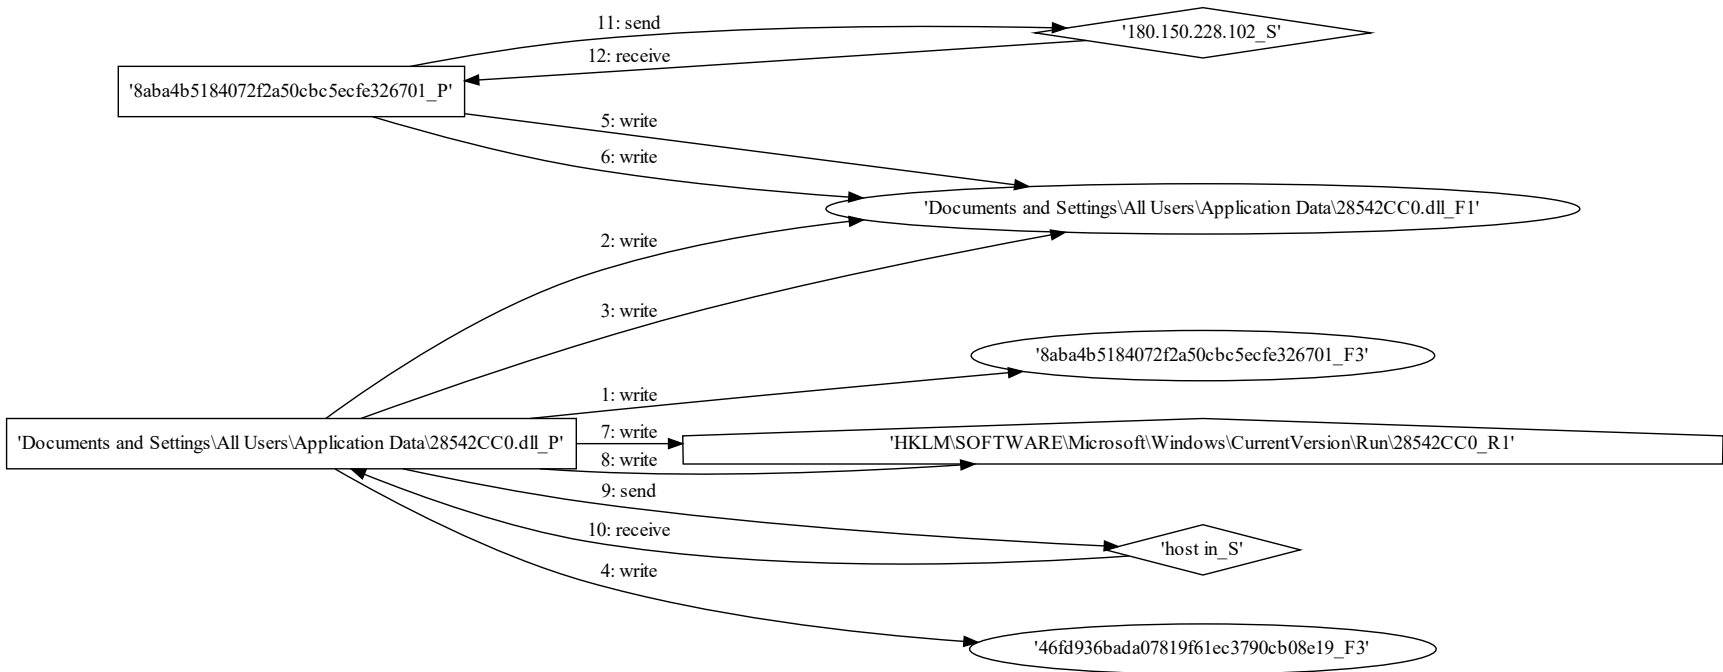 11: send
'180.150.228.102_S'
12: receive
'8aba4b5184072f2a50cbc5ecfe326701_P'
5: write
6: write
'Documents and Settings\All Users\Application Data\28542CC0.dll_F1'
2: write
3: write
'8aba4b5184072f2a50cbc5ecfe326701_F3'
1: write
'Documents and Settings\All Users\Application Data\28542CC0.dll_P'
7: write
'HKLM\SOFTWARE\Microsoft\Windows\CurrentVersion\Run\28542CC0_R1'
8: write
9: send
10: receive
'host in_S'
4: write
'46fd936bada07819f61ec3790cb08e19_F3'